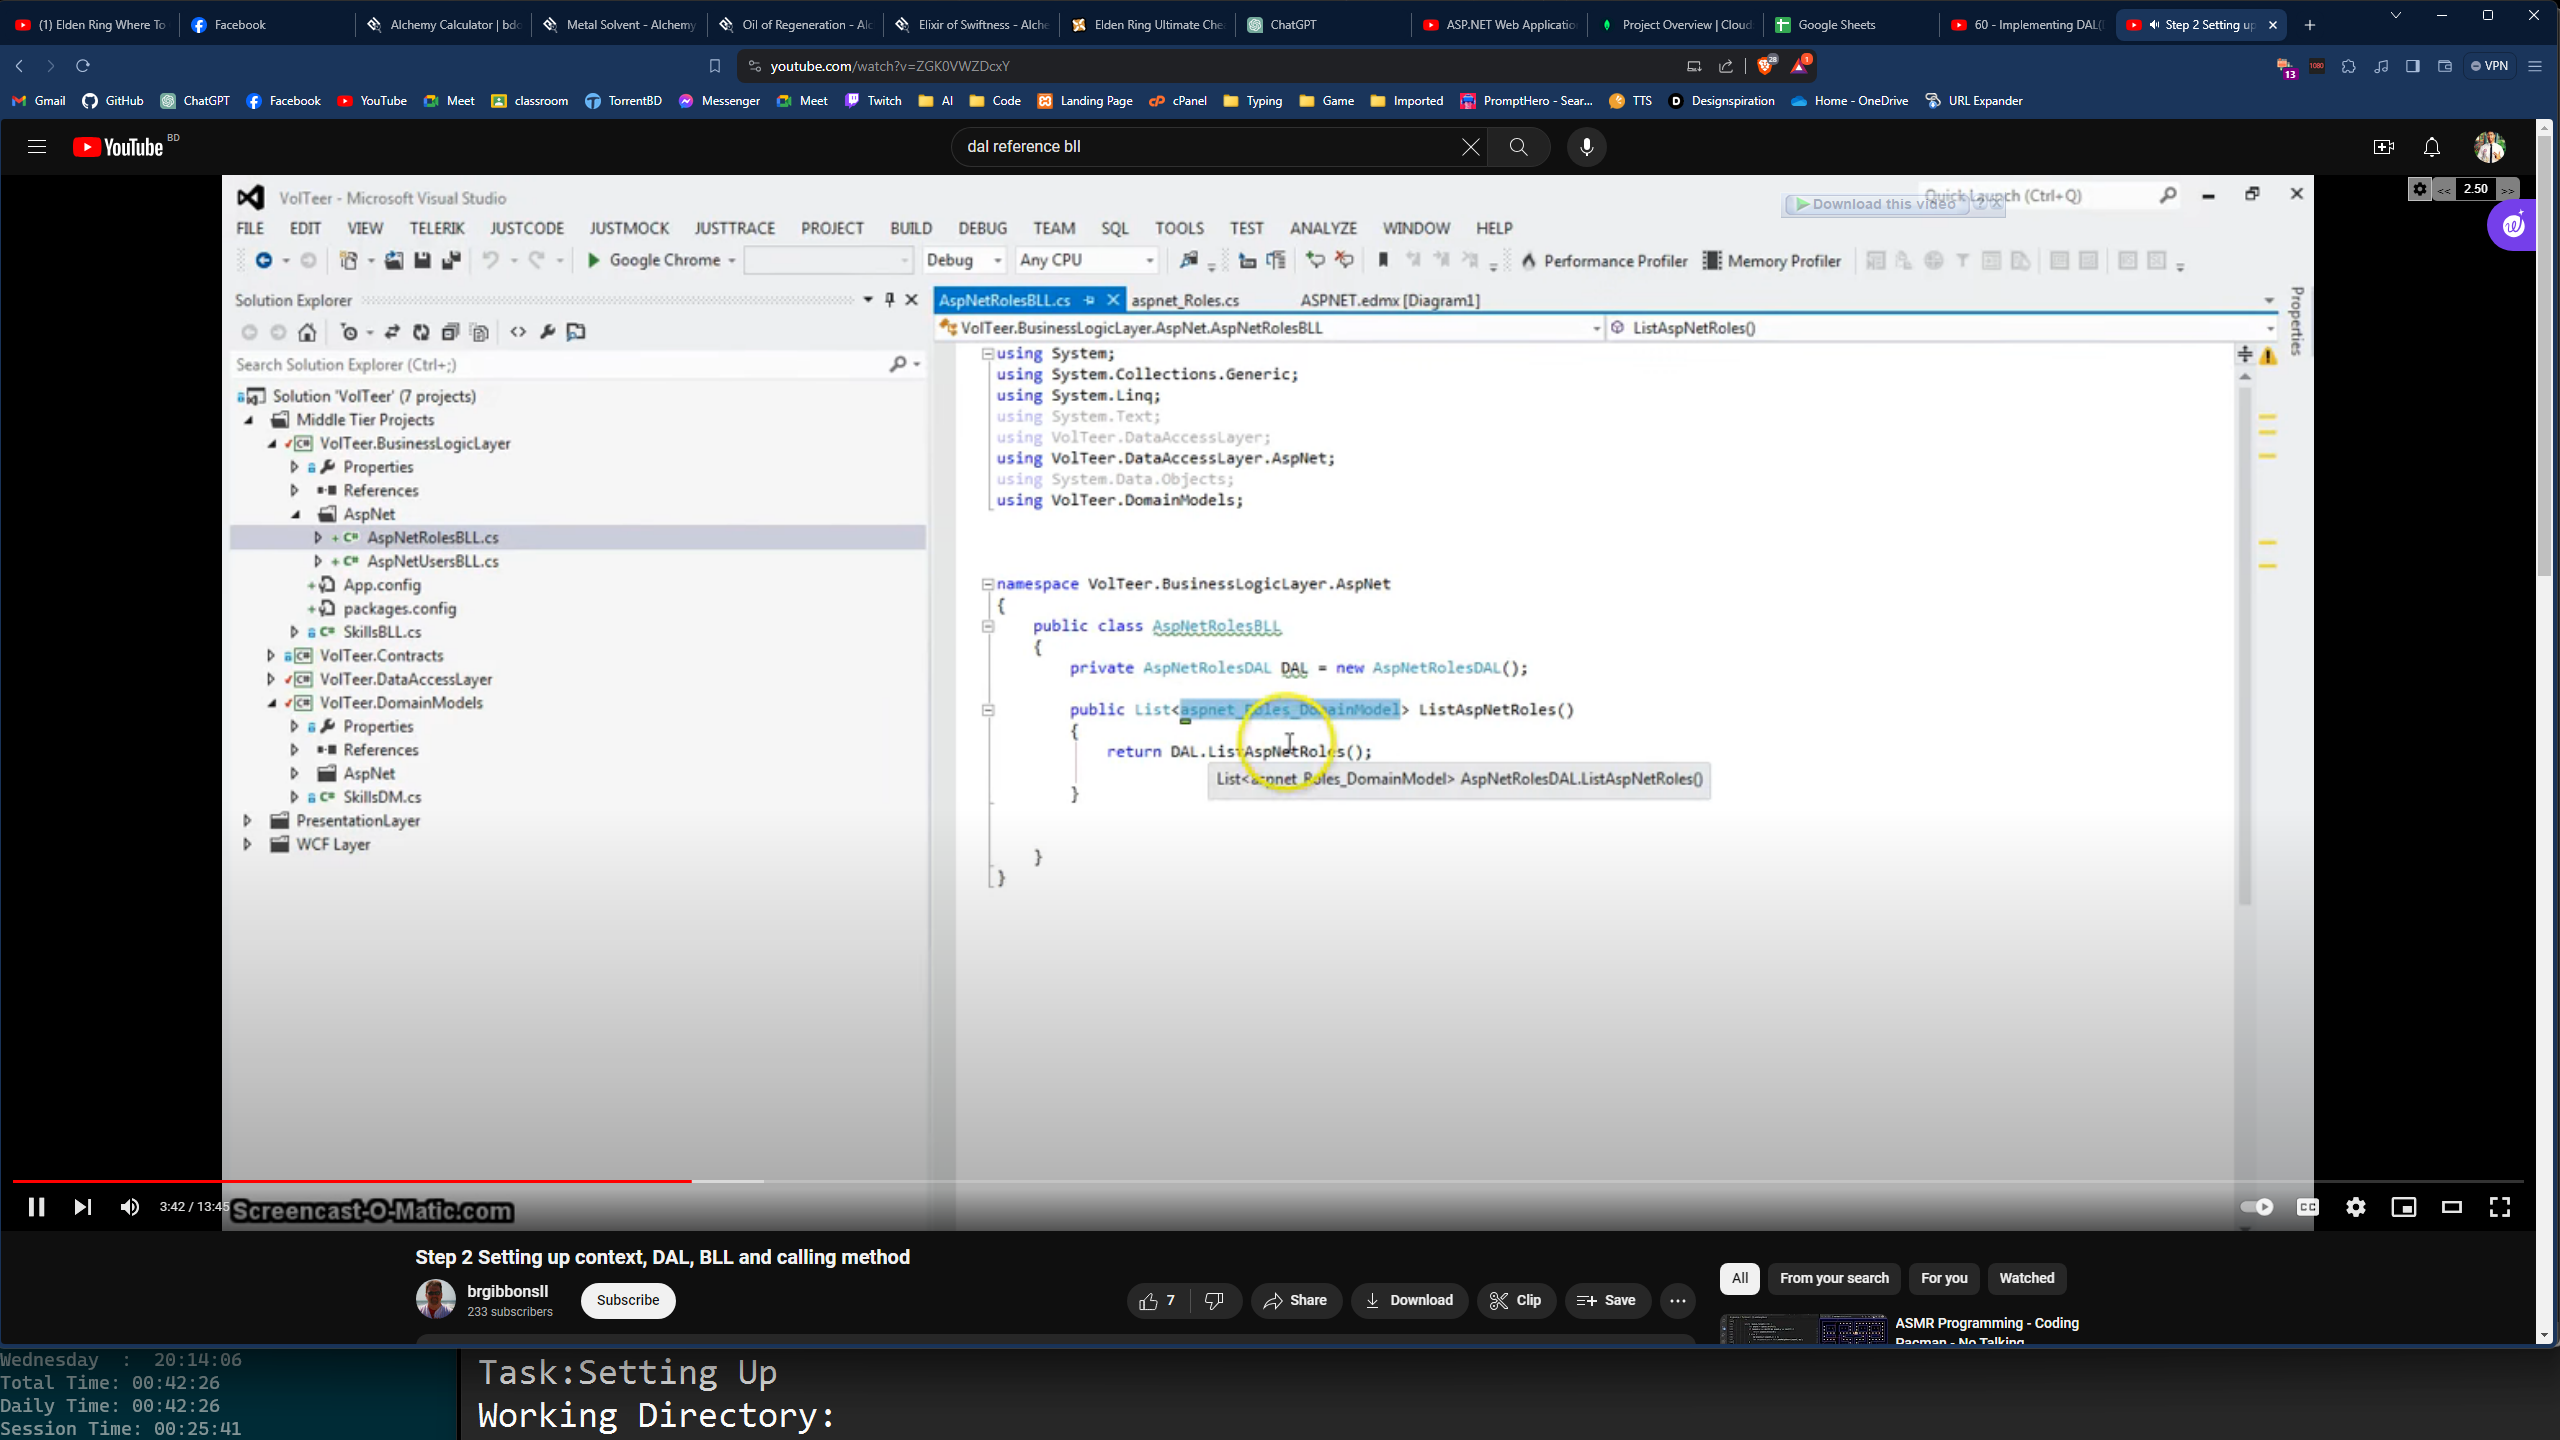 (1) Elden Ring Where To
Facebook
Alchemy Calculator | bdo
Metal Solvent - Alchemy
Oil of Regeneration - Alc
Elixir of Swiftness - Alche
Elden Ring Ultimate Che
ChatGPT
ASP.NET Web Application
Project Overview | Cloud
Google Sheets
60 - Implementing DAL(
Step 2 Setting up
youtube.com/watch?v=ZGK0VWZDcxY
28
1
13
1080
VPN
Gmail
GitHub
ChatGPT
Facebook
YouTube
Meet
classroom
TorrentBD
Messenger
Meet
Twitch
AI
Code
Landing Page
cPanel
Typing
Game
Imported
PromptHero - Sear...
TTS
Designspiration
Home - OneDrive
URL Expander
YouTube BD
dal reference bll
VolTeer - Microsoft Visual Studio
Quick Launch (Ctrl+Q)
Download this video
<< 2.50 >>
FILE EDIT VIEW TELERIK JUSTCODE JUSTMOCK JUSTTRACE PROJECT BUILD DEBUG TEAM SQL TOOLS TEST ANALYZE WINDOW HELP
Google Chrome Debug Any CPU Performance Profiler Memory Profiler
Solution Explorer
Search Solution Explorer (Ctrl+;)
Solution 'VolTeer' (7 projects)
Middle Tier Projects
VolTeer.BusinessLogicLayer
Properties
References
AspNet
AspNetRolesBLL.cs
AspNetUsersBLL.cs
App.config
packages.config
SkillsBLL.cs
VolTeer.Contracts
VolTeer.DataAccessLayer
VolTeer.DomainModels
Properties
References
AspNet
SkillsDM.cs
PresentationLayer
WCF Layer
AspNetRolesBLL.cs aspnet_Roles.cs ASPNET.edmx [Diagram1]
VolTeer.BusinessLogicLayer.AspNet.AspNetRolesBLL ListAspNetRoles()
Properties
using System;
using System.Collections.Generic;
using System.Linq;
using System.Text;
using VolTeer.DataAccessLayer;
using VolTeer.DataAccessLayer.AspNet;
using System.Data.Objects;
using VolTeer.DomainModels;
namespace VolTeer.BusinessLogicLayer.AspNet
{
public class AspNetRolesBLL
{
private AspNetRolesDAL DAL = new AspNetRolesDAL();
public List<aspnet_Roles_DomainModel> ListAspNetRoles()
{
return DAL.ListAspNetRoles();
List<aspnet_Roles_DomainModel> AspNetRolesDAL.ListAspNetRoles()
}
}
}
3:42 / 13:45
Screencast-O-Matic.com
CC
Step 2 Setting up context, DAL, BLL and calling method
brgibbonsll
233 subscribers
Subscribe
7
Share
Download
Clip
Save
All
From your search
For you
Watched
ASMR Programming - Coding
Pacman - No Talking
Wednesday : 20:14:06
Total Time: 00:42:26
Daily Time: 00:42:26
Session Time: 00:25:41
Task:Setting Up
Working Directory: